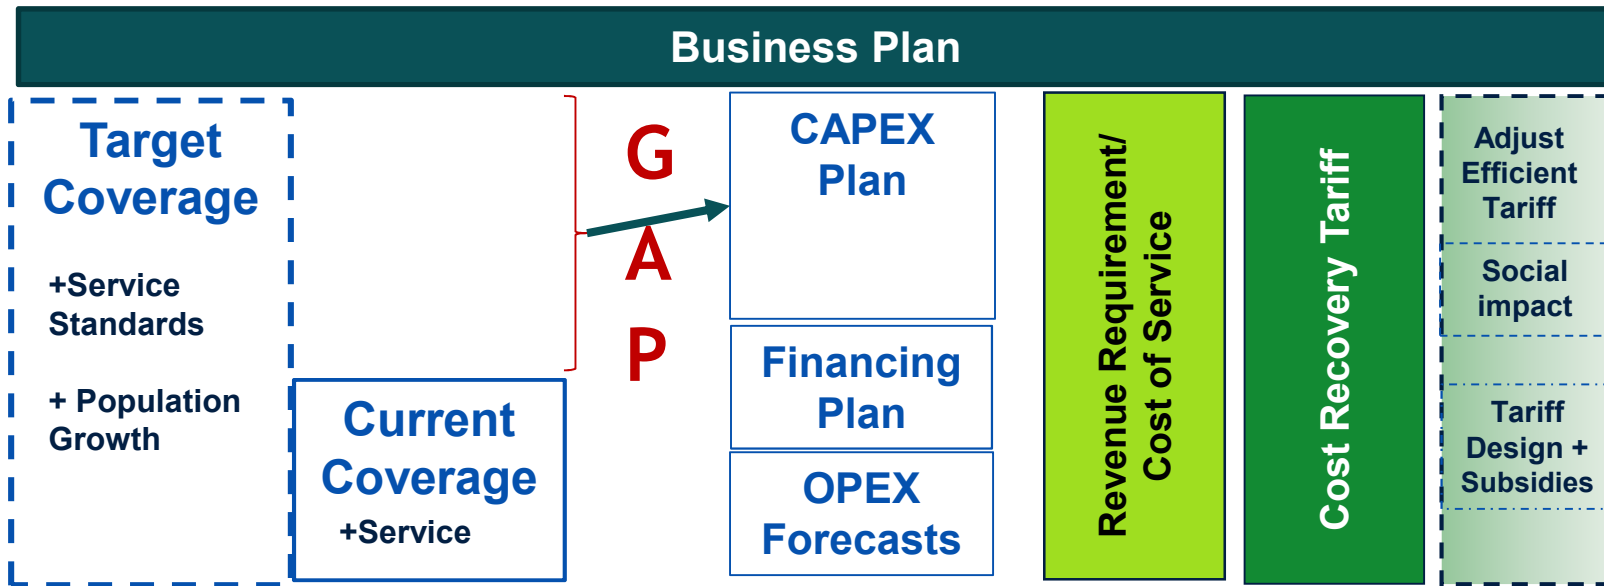 Business Plan
Target
Coverage
+Service
Standards
+ Population
Growth
Current
Coverage
+Service
G
A
P
CAPEX
Plan
Financing
Plan
OPEX
Forecasts
Revenue Requirement/
Cost of Service
Cost Recovery Tariff
Adjust
Efficient
Tariff
Social
impact
Tariff
Design +
Subsidies